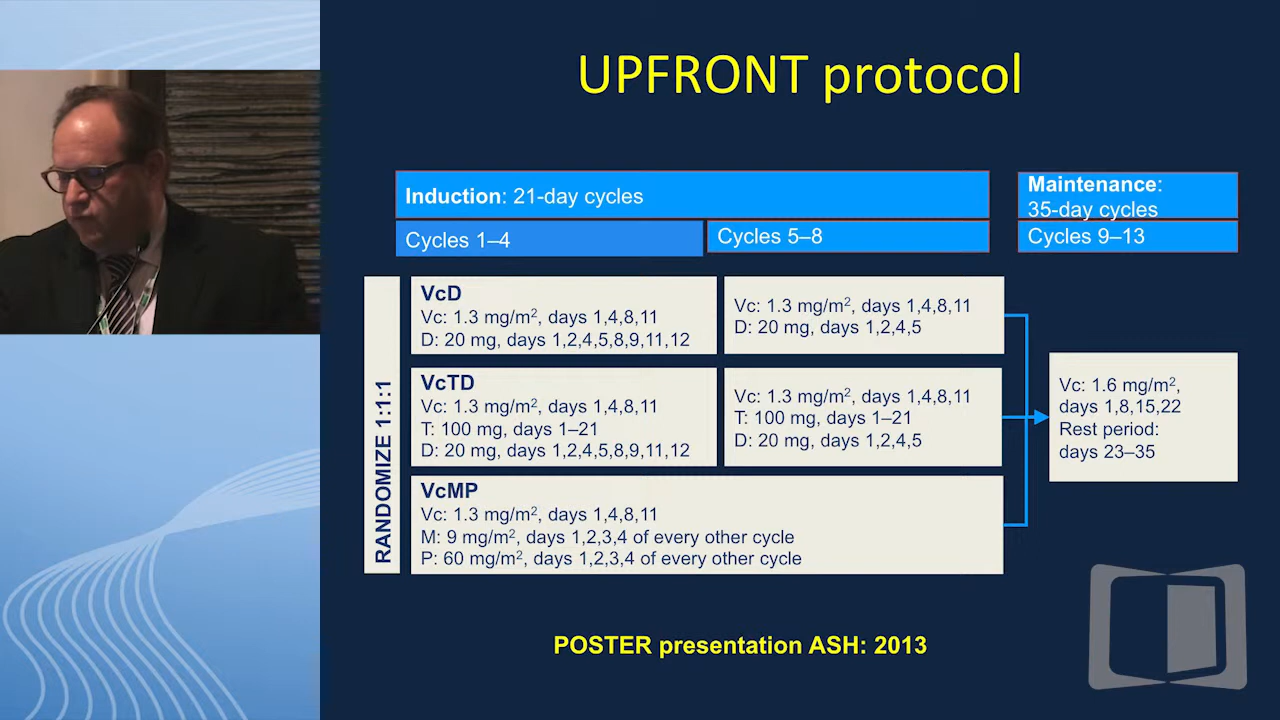 UPFRONT protocol
Induction: 21-day cycles
Maintenance:
35-day cycles
Cycles 1–4
Cycles 5–8
Cycles 9–13
RANDOMIZE 1:1:1
VcD
Vc: 1.3 mg/m², days 1,4,8,11
D: 20 mg, days 1,2,4,5,8,9,11,12
Vc: 1.3 mg/m², days 1,4,8,11
D: 20 mg, days 1,2,4,5
VcTD
Vc: 1.3 mg/m², days 1,4,8,11
T: 100 mg, days 1–21
D: 20 mg, days 1,2,4,5,8,9,11,12
Vc: 1.3 mg/m², days 1,4,8,11
T: 100 mg, days 1–21
D: 20 mg, days 1,2,4,5
VcMP
Vc: 1.3 mg/m², days 1,4,8,11
M: 9 mg/m², days 1,2,3,4 of every other cycle
P: 60 mg/m², days 1,2,3,4 of every other cycle
Vc: 1.6 mg/m²,
days 1,8,15,22
Rest period:
days 23–35
POSTER presentation ASH: 2013